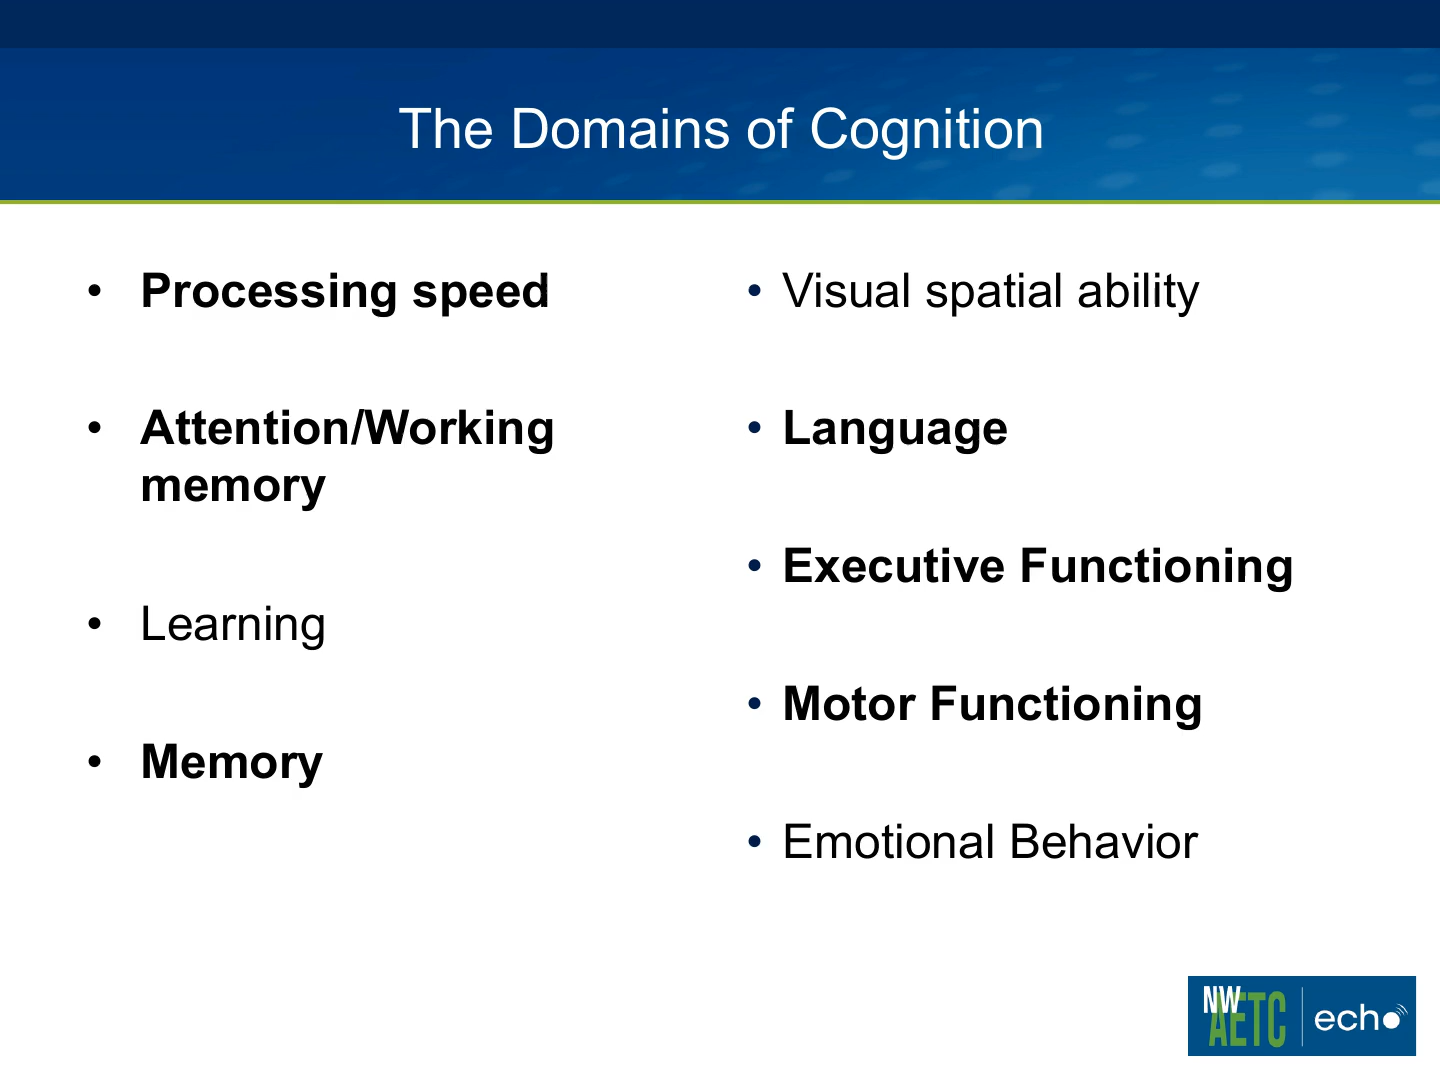 The Domains of Cognition
• Processing speed
• Attention/Working
memory
• Learning
• Memory
• Visual spatial ability
• Language
• Executive Functioning
• Motor Functioning
• Emotional Behavior
NW
AETC
echo